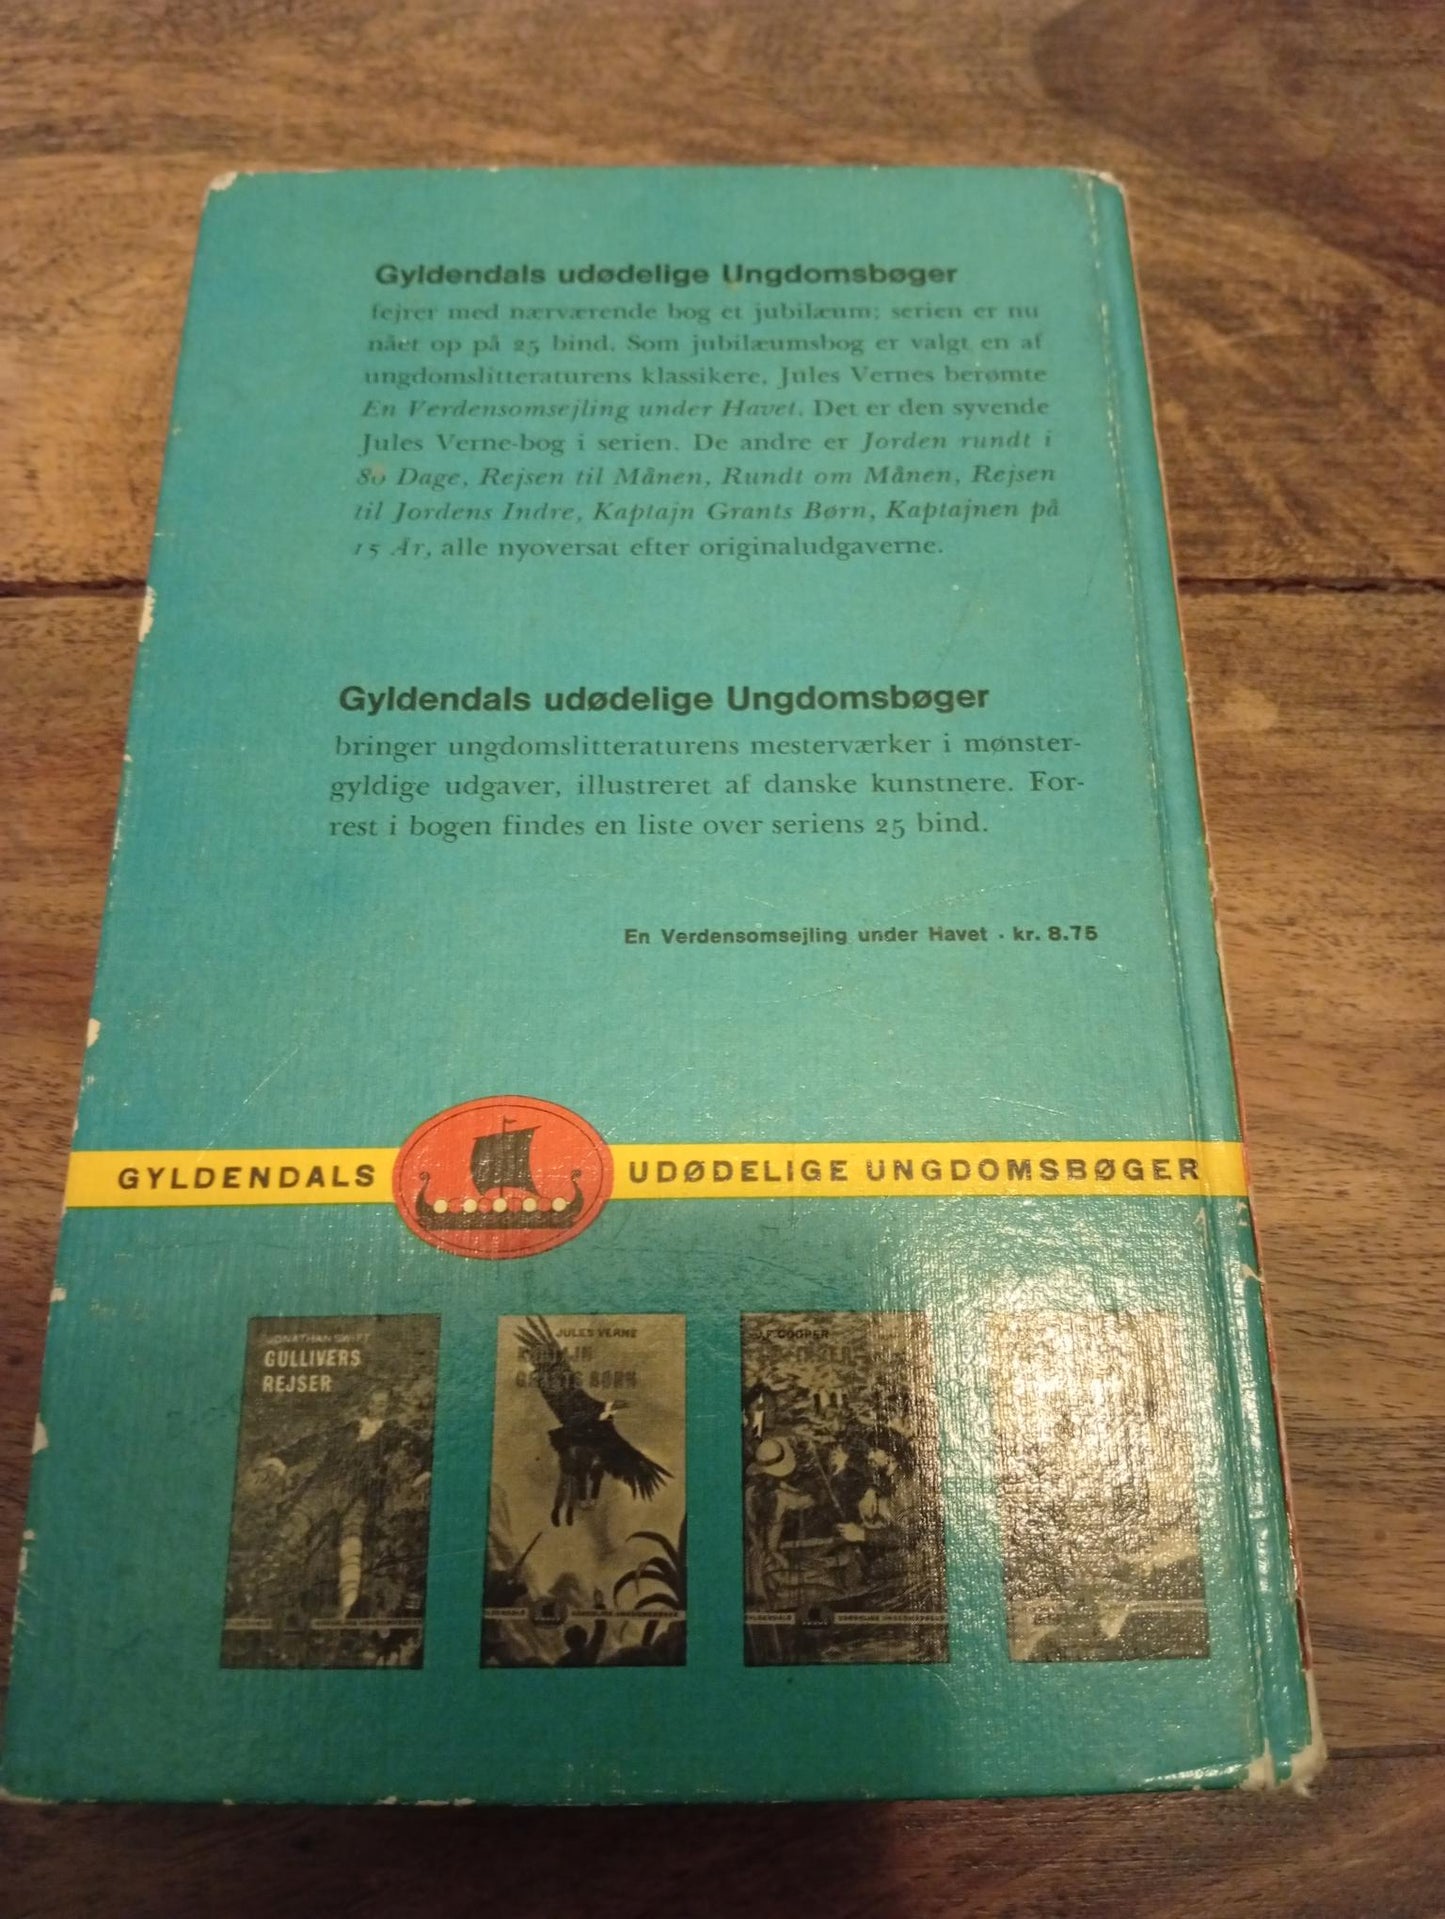 Gyldendals udødelige Ungdomsbøger
fejrer med nærværende bog et jubilæum; serien er nu
nået op på 25 bind. Som jubilæumsbog er valgt en af
ungdomslitteraturens klassikere, Jules Vernes berømte
En Verdensomsejling under Havet. Det er den syvende
Jules Verne-bog i serien. De andre er Jorden rundt i
80 Dage, Rejsen til Månen, Rundt om Månen, Rejsen
til Jordens Indre, Kaptajn Grants Børn, Kaptajnen på
15 År, alle nyoversat efter originaludgaverne.
Gyldendals udødelige Ungdomsbøger
bringer ungdomslitteraturens mesterværker i mønster-
gyldige udgaver, illustreret af danske kunstnere. For-
rest i bogen findes en liste over seriens 25 bind.
En Verdensomsejling under Havet · kr. 8.75
GYLDENDALS UDØDELIGE UNGDOMSBØGER
JONATHAN SWIFT
GULLIVERS
REJSER
JULES VERNE
KAPTAJN
GRANTS BØRN
J.F. COOPER